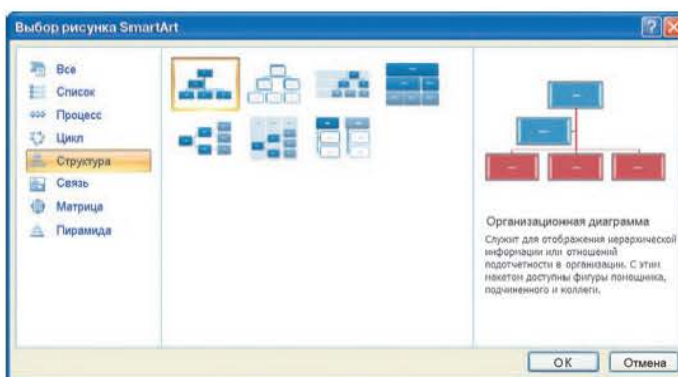 Выбор рисунка SmartArt
Все
Список
Процесс
Цикл
Структура
Связь
Матрица
Пирамида
Организационная диаграмма
Служит для отображения иерархической
информации или отношений
подотчетности в организации. С этим
макетом доступны фигуры помощника,
подчиненного и коллеги.
ОК
Отмена